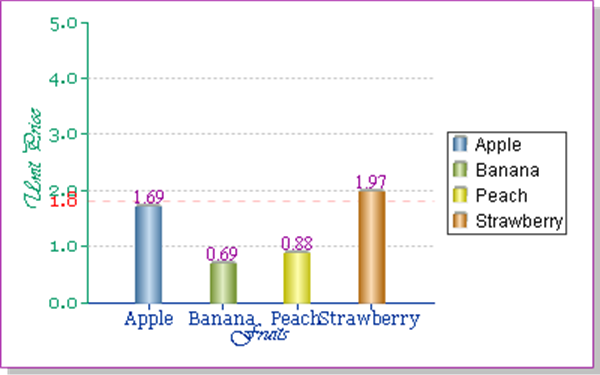 5.0
4.0
3.0
2.0
1.8
1.0
0.0
Unit Price
1.69
0.69
0.88
1.97
Apple Banana Peach Strawberry
Fruits
Apple
Banana
Peach
Strawberry